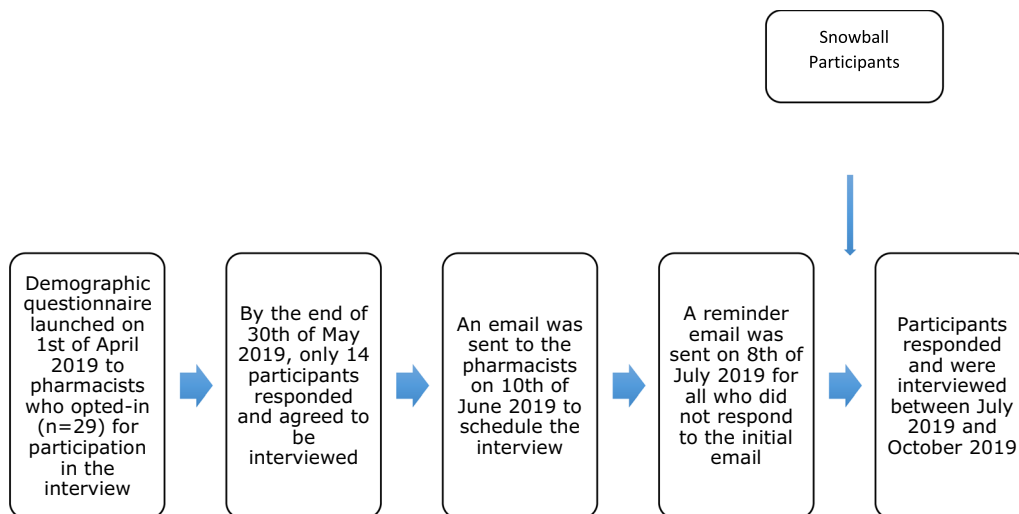 Snowball
Participants
Demographic
questionnaire
launched on
1st of April
2019 to
pharmacists
who opted-in
(n=29) for
participation
in the
interview
By the end of
30th of May
2019, only 14
participants
responded
and agreed to
be
interviewed
An email was
sent to the
pharmacists
on 10th of
June 2019 to
schedule the
interview
A reminder
email was
sent on 8th of
July 2019 for
all who did
not respond
to the initial
email
Participants
responded
and were
interviewed
between July
2019 and
October 2019